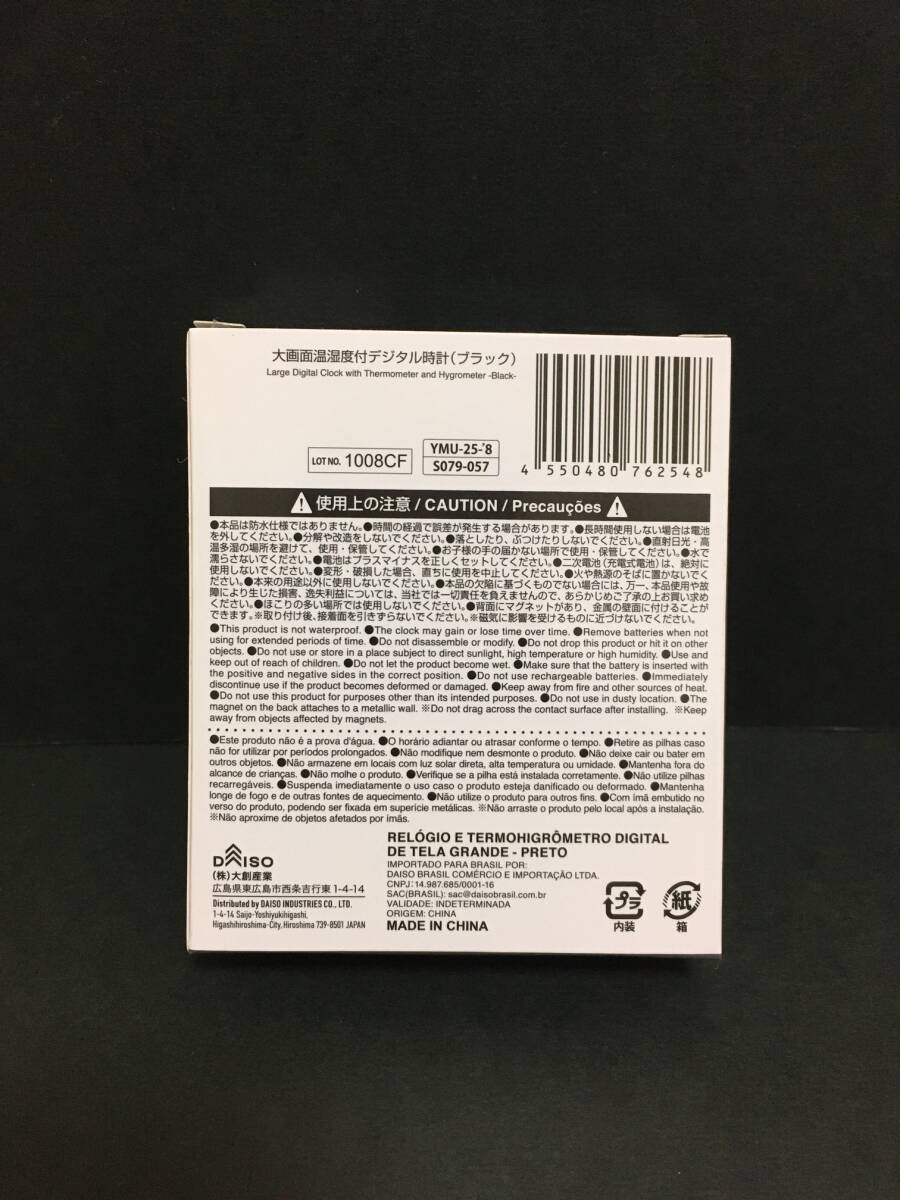 大画面温湿度付デジタル時計(ブラック)
Large Digital Clock with Thermometer and Hygrometer -Black-
LOT NO. 1008CF
YMU-25-'8
S079-057
4 550480 762548
使用上の注意 / CAUTION / Precauções
●本品は防水仕様ではありません。●時間の経過で誤差が発生する場合があります。●長時間使用しない場合は電池
を外してください。●分解や改造をしないでください。●落としたり、ぶつけたりしないでください。●直射日光・高
温多湿の場所を避けて、使用・保管してください。●お子様の手の届かない場所で使用・保管してください。●水で
濡らさないでください。●電池はプラスマイナスを正しくセットしてください。●二次電池(充電式電池)は、絶対に
使用しないでください。●変形・破損した場合、直ちに使用を中止してください。●火や熱源のそばに置かないでく
ださい。●本来の用途以外に使用しないでください。●本品の欠陥に基づくものでない場合には、万一、本品使用や故
障により生じた損害、逸失利益については、当社では一切責任を負えませんので、あらかじめご了承の上お買い求め
ください。●ほこりの多い場所では使用しないでください。●背面にマグネットがあり、金属の壁面に付けることが
できます。※取り付け後、接着面を引きずらないでください。※磁気に影響を受けるものに近づけないでください。
●This product is not waterproof. ●The clock may gain or lose time over time. ●Remove batteries when not
using for extended periods of time. ●Do not disassemble or modify. ●Do not drop this product or hit it on other
objects. ●Do not use or store in a place subject to direct sunlight, high temperature or high humidity. ●Use and
keep out of reach of children. ●Do not let the product become wet. ●Make sure that the battery is inserted with
the positive and negative sides in the correct position. ●Do not use rechargeable batteries. ●Immediately
discontinue use if the product becomes deformed or damaged. ●Keep away from fire and other sources of heat.
●Do not use this product for purposes other than its intended purposes. ●Do not use in dusty location. ●The
magnet on the back attaches to a metallic wall. ※Do not drag across the contact surface after installing. ※Keep
away from objects affected by magnets.
●Este produto não é a prova d'água. ●O horário adiantar ou atrasar conforme o tempo. ●Retire as pilhas caso
não for utilizar por períodos prolongados. ●Não modifique nem desmonte o produto. ●Não deixe cair ou bater em
outros objetos. ●Não armazene em locais com luz solar direta, alta temperatura ou umidade. ●Mantenha fora do
alcance de crianças. ●Não molhe o produto. ●Verifique se a pilha está instalada corretamente. ●Não utilize pilhas
recarregáveis. ●Suspenda imediatamente o uso caso o produto esteja danificado ou deformado. ●Mantenha
longe de fogo e de outras fontes de aquecimento. ●Não utilize o produto para outros fins. ●Com imã embutido no
verso do produto, podendo ser fixada em superície metálicas. ※Não arraste o produto pelo local após a instalação.
※Não aproxime de objetos afetados por imãs.
DAISO
(株)大創産業
広島県東広島市西条吉行東1-4-14
Distributed by DAISO INDUSTRIES CO., LTD.
1-4-14 Saijo-Yoshiyukihigashi,
Higashihiroshima-City, Hiroshima 739-8501 JAPAN
RELÓGIO E TERMOHIGRÔMETRO DIGITAL
DE TELA GRANDE - PRETO
IMPORTADO PARA BRASIL POR:
DAISO BRASIL COMÉRCIO E IMPORTAÇÃO LTDA.
CNPJ: 14.987.685/0001-16
SAC(BRASIL): sac@daisobrasil.com.br
VALIDADE: INDETERMINADA
ORIGEM: CHINA
MADE IN CHINA
プラ
内装
紙
箱